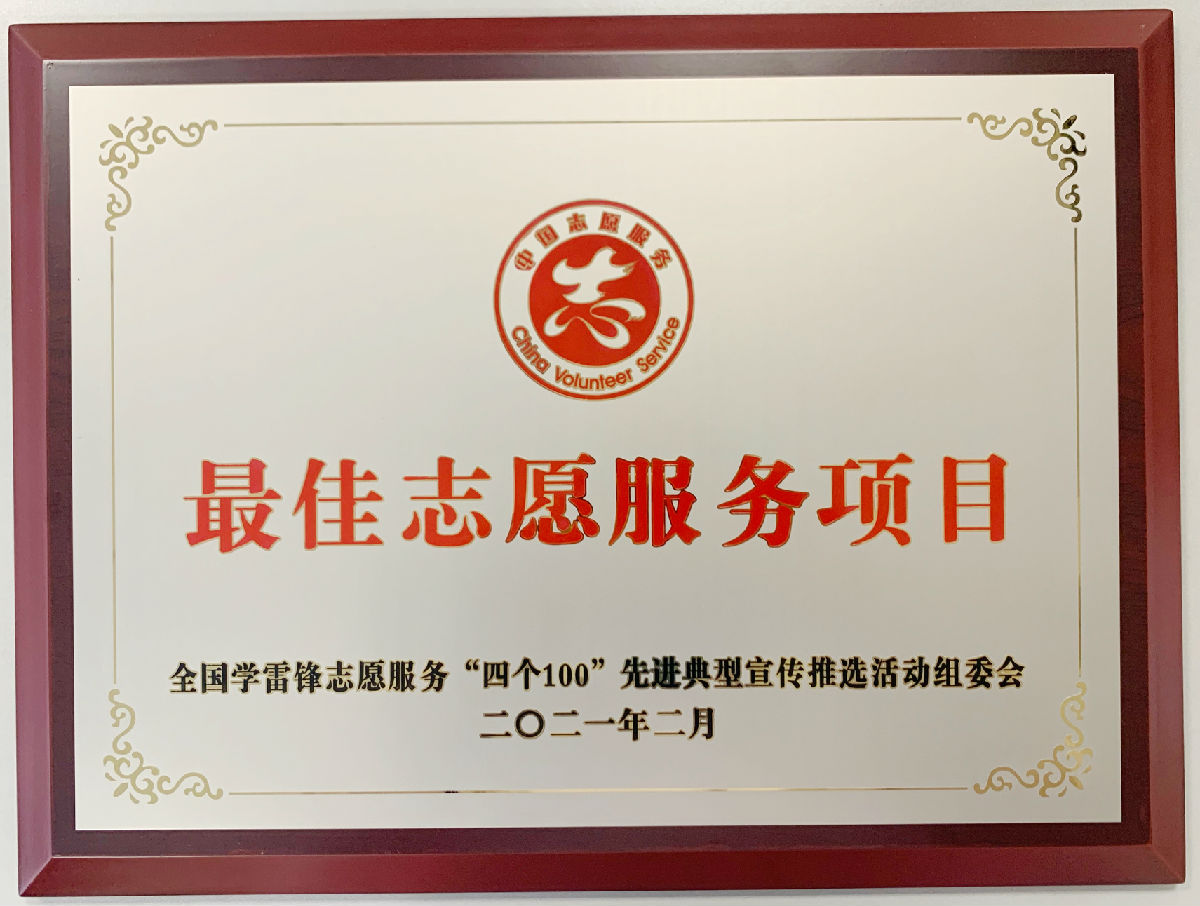 中国志愿服务
China Volunteer Service
最佳志愿服务项目
全国学雷锋志愿服务“四个100”先进典型宣传推选活动组委会
二〇二一年二月